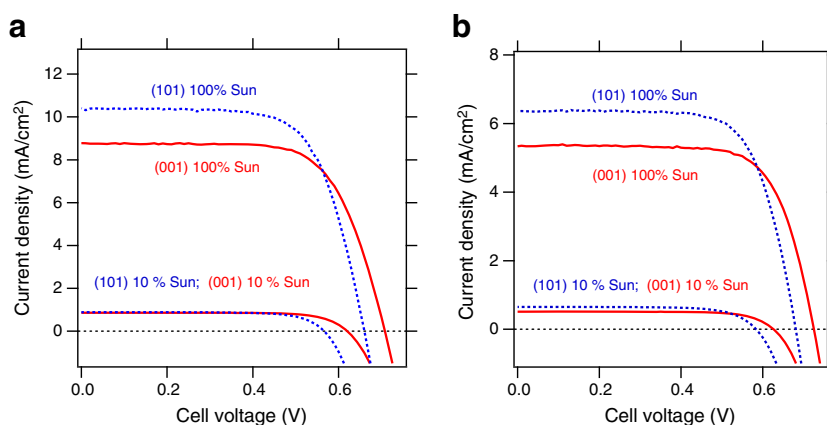 a
12
10
8
6
4
2
0
Current density (mA/cm²)
(101) 100% Sun
(001) 100% Sun
(101) 10 % Sun; (001) 10 % Sun
0.0 0.2 0.4 0.6
Cell voltage (V)
b
8
6
4
2
0
Current density (mA/cm²)
(101) 100% Sun
(001) 100% Sun
(101) 10 % Sun; (001) 10 % Sun
0.0 0.2 0.4 0.6
Cell voltage (V)